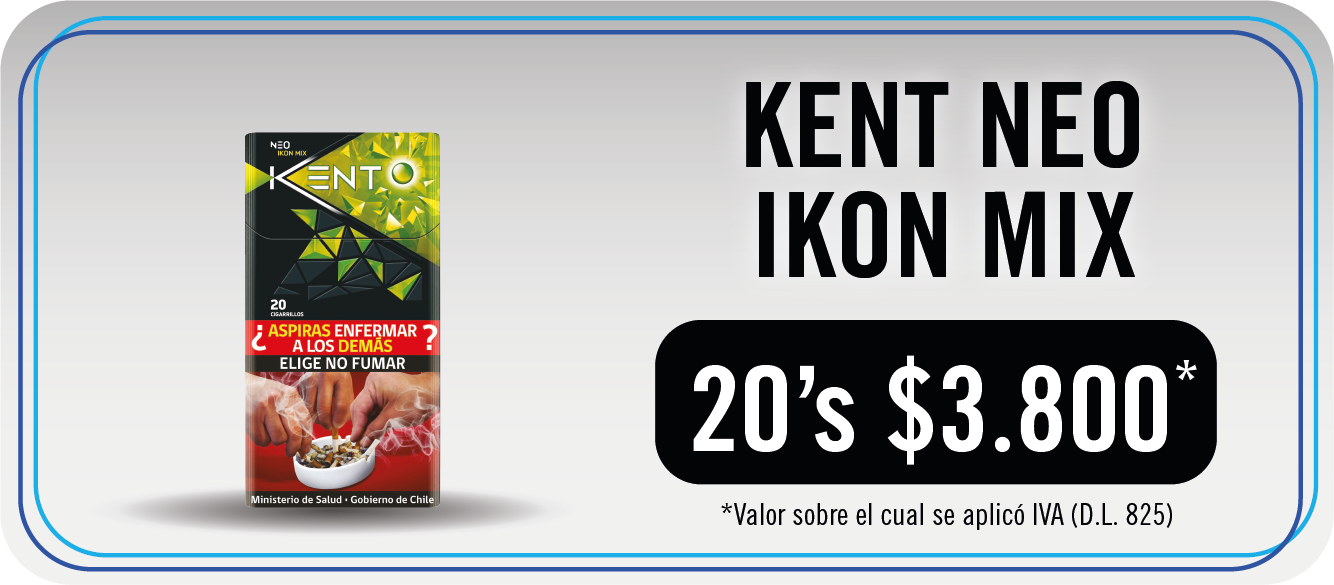 NEO
IKON MIX
KENT
20
CIGARRILLOS
¿ASPIRAS ENFERMAR
A LOS DEMÁS?
ELIGE NO FUMAR
Ministerio de Salud · Gobierno de Chile
KENT NEO
IKON MIX
20’s $3.800*
*Valor sobre el cual se aplicó IVA (D.L. 825)